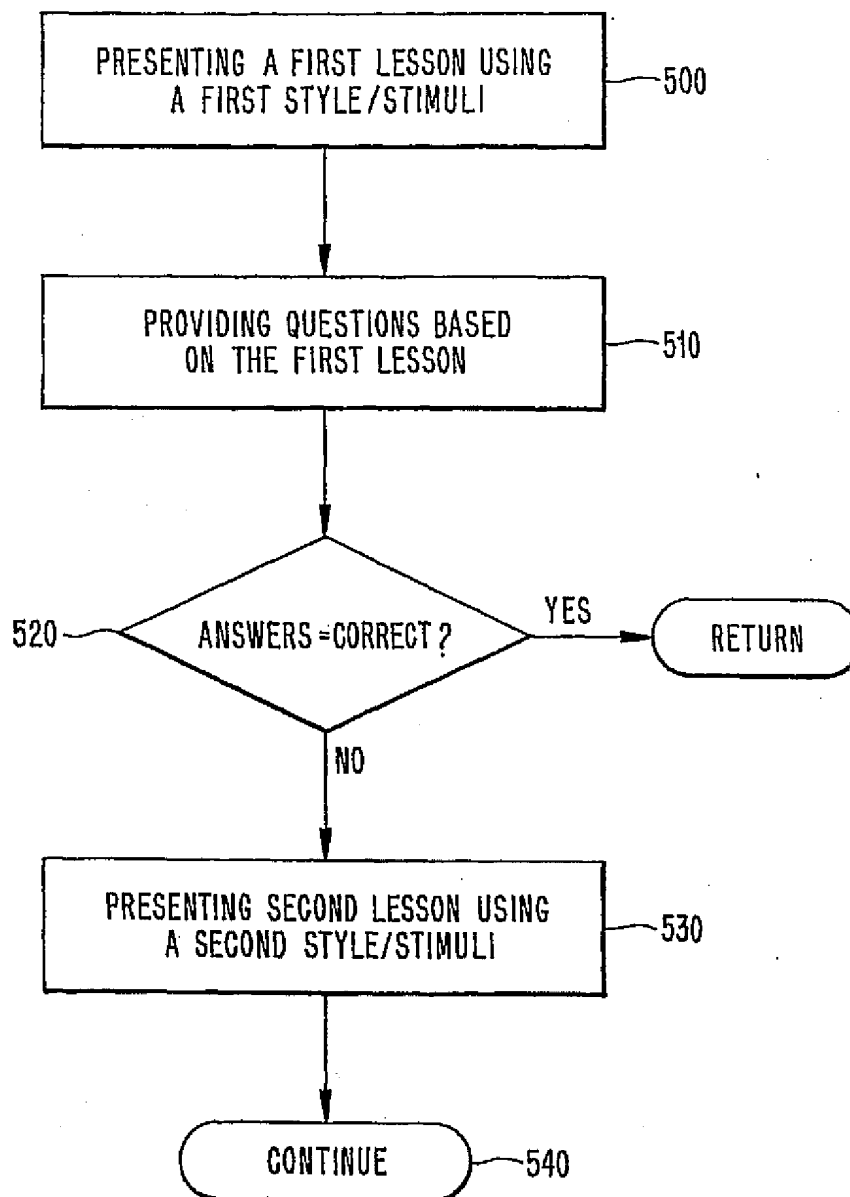 PRESENTING A FIRST LESSON USING
A FIRST STYLE/STIMULI
500
PROVIDING QUESTIONS BASED
ON THE FIRST LESSON
510
520
ANSWERS=CORRECT?
YES
RETURN
NO
PRESENTING SECOND LESSON USING
A SECOND STYLE/STIMULI
530
CONTINUE
540